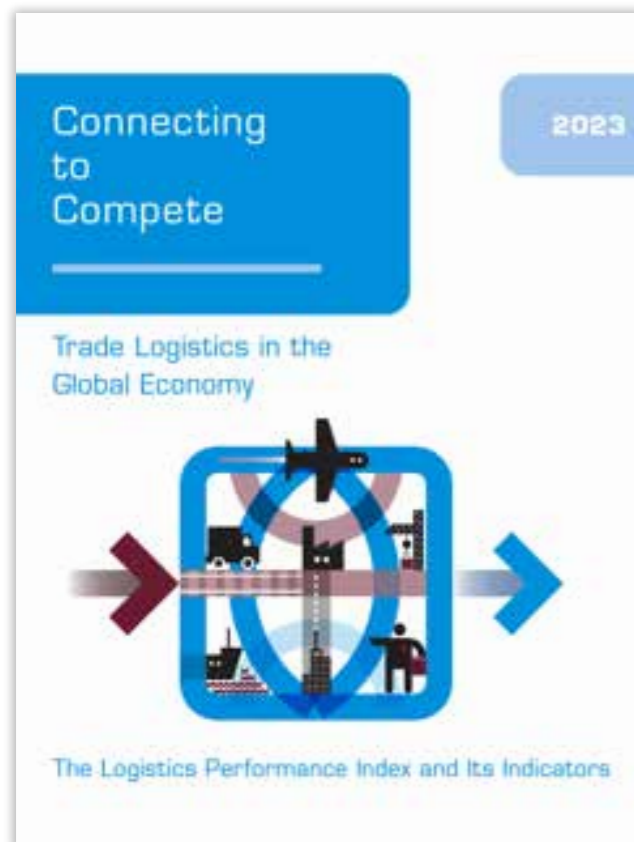 Connecting
to
Compete
2023
Trade Logistics in the
Global Economy
The Logistics Performance Index and Its Indicators